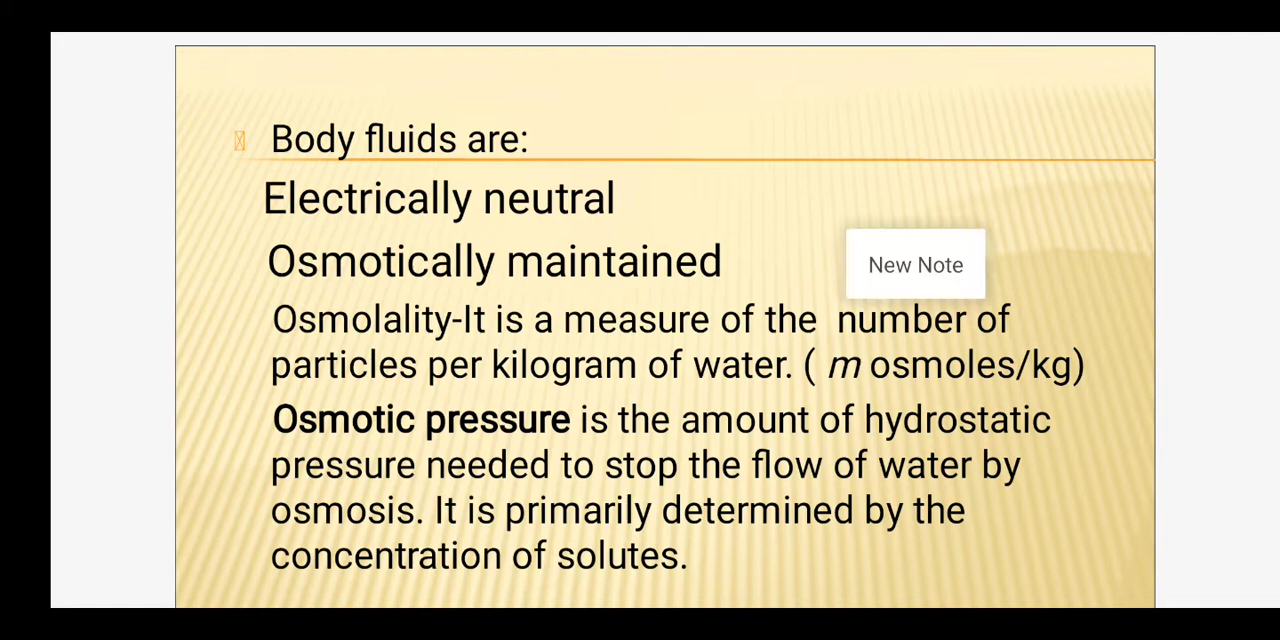 Body fluids are:
Electrically neutral
Osmotically maintained
New Note
Osmolality-It is a measure of the number of
particles per kilogram of water. ( m osmoles/kg)
Osmotic pressure is the amount of hydrostatic
pressure needed to stop the flow of water by
osmosis. It is primarily determined by the
concentration of solutes.